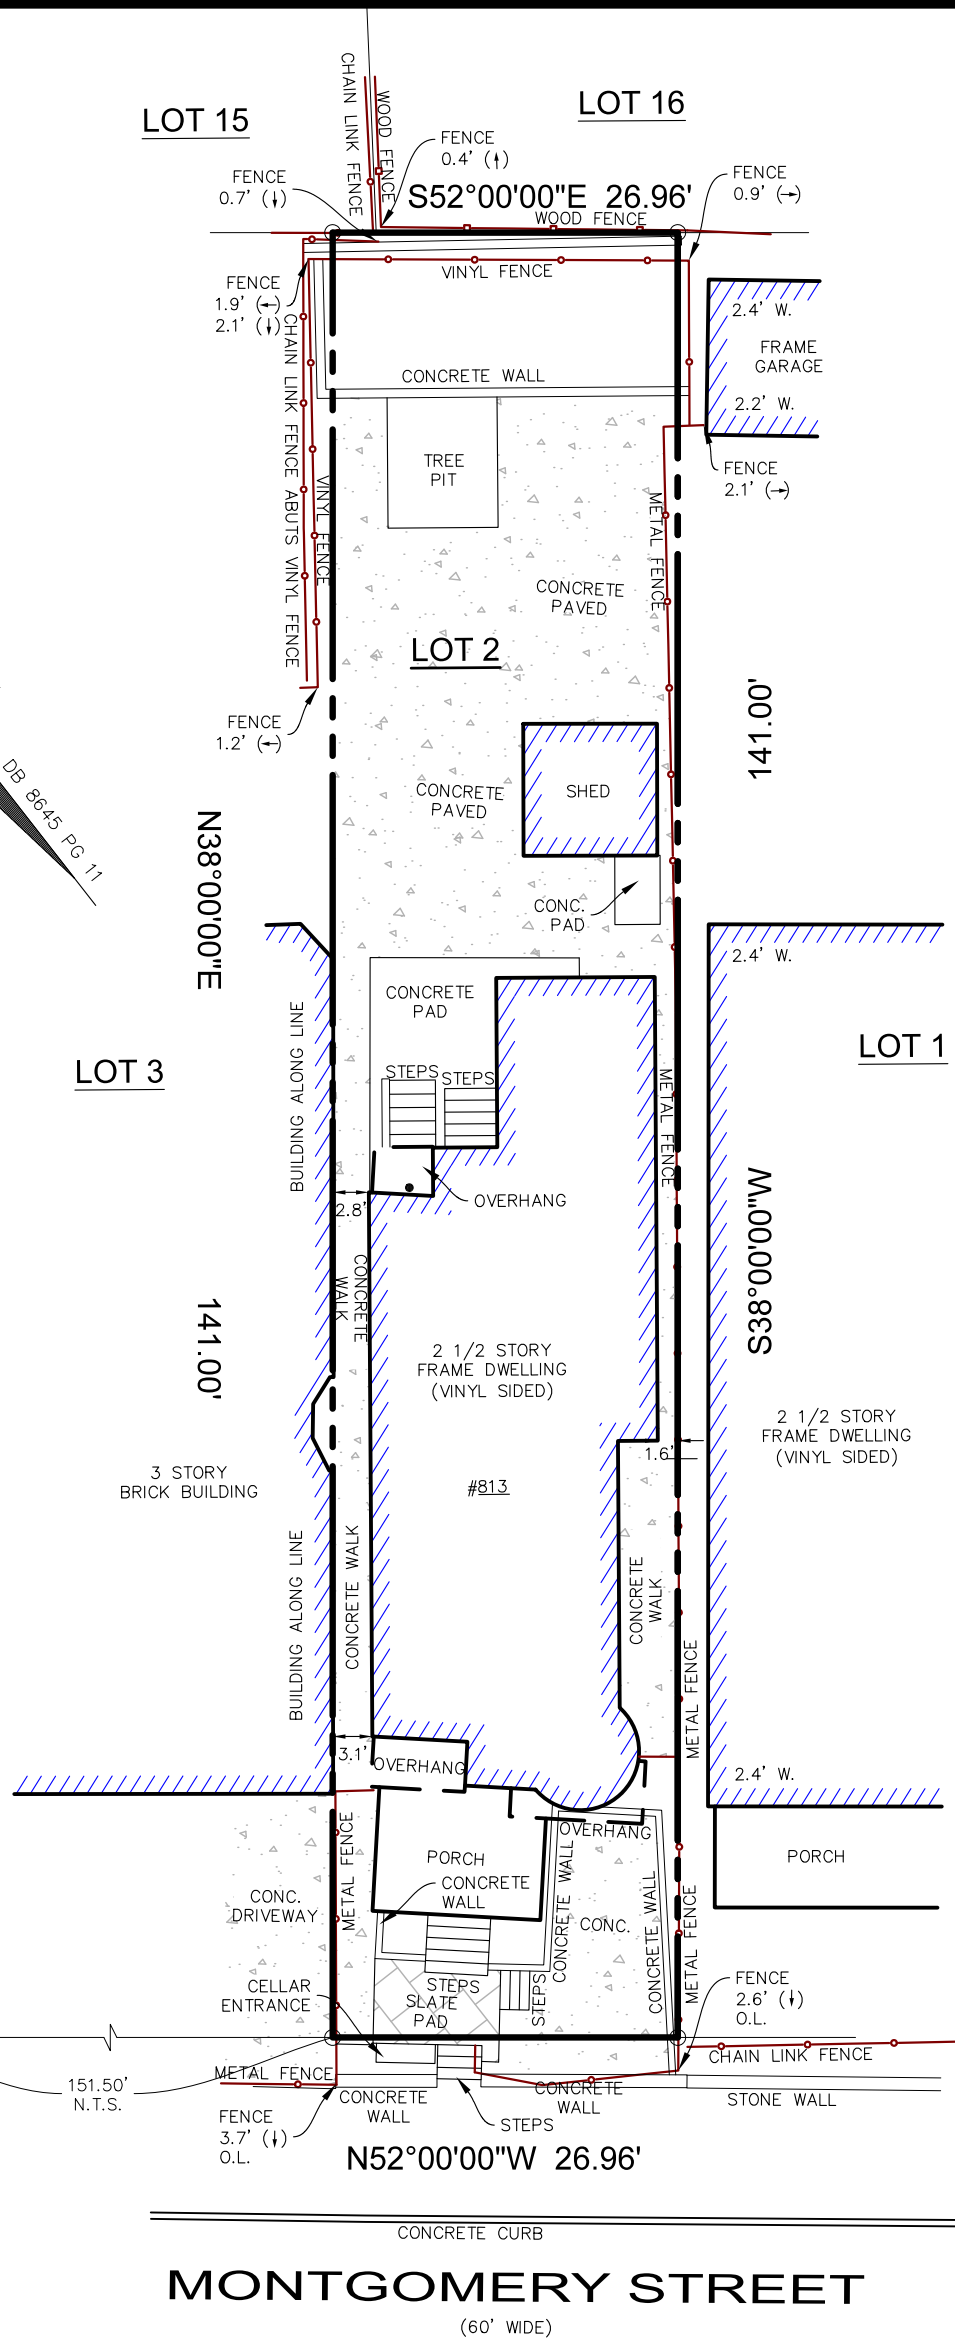 LOT 15
LOT 16
CHAIN LINK FENCE
WOOD FENCE
FENCE
0.4' (↑)
FENCE
0.7' (↓)
S52°00'00"E 26.96'
FENCE
0.9' (→)
WOOD FENCE
VINYL FENCE
FENCE
1.9' (←)
2.1' (↓)
2.4' W.
FRAME
GARAGE
2.2' W.
CONCRETE WALL
CHAIN LINK FENCE ABUTS VINYL FENCE
VINYL FENCE
TREE
PIT
FENCE
2.1' (→)
METAL FENCE
CONCRETE
PAVED
LOT 2
141.00'
FENCE
1.2' (←)
DB 8645 PG 11
CONCRETE
PAVED
SHED
N38°00'00"E
CONC.
PAD
2.4' W.
CONCRETE
PAD
BUILDING ALONG LINE
LOT 3
LOT 1
STEPS
STEPS
METAL FENCE
OVERHANG
2.8'
S38°00'00"W
CONCRETE
WALK
141.00'
2 1/2 STORY
FRAME DWELLING
(VINYL SIDED)
2 1/2 STORY
FRAME DWELLING
(VINYL SIDED)
1.6'
3 STORY
BRICK BUILDING
#813
BUILDING ALONG LINE
CONCRETE WALK
CONCRETE
WALK
METAL FENCE
3.1'
OVERHANG
2.4' W.
OVERHANG
METAL FENCE
PORCH
PORCH
CONCRETE
WALL
CONCRETE WALL
CONC.
DRIVEWAY
CONC.
CONCRETE WALL
METAL FENCE
CELLAR
ENTRANCE
STEPS
SLATE
PAD
STEPS
FENCE
2.6' (↓)
O.L.
CHAIN LINK FENCE
METAL FENCE
151.50'
N.T.S.
CONCRETE
WALL
CONCRETE
WALL
STONE WALL
FENCE
3.7' (↓)
O.L.
STEPS
N52°00'00"W 26.96'
CONCRETE CURB
MONTGOMERY STREET
(60' WIDE)